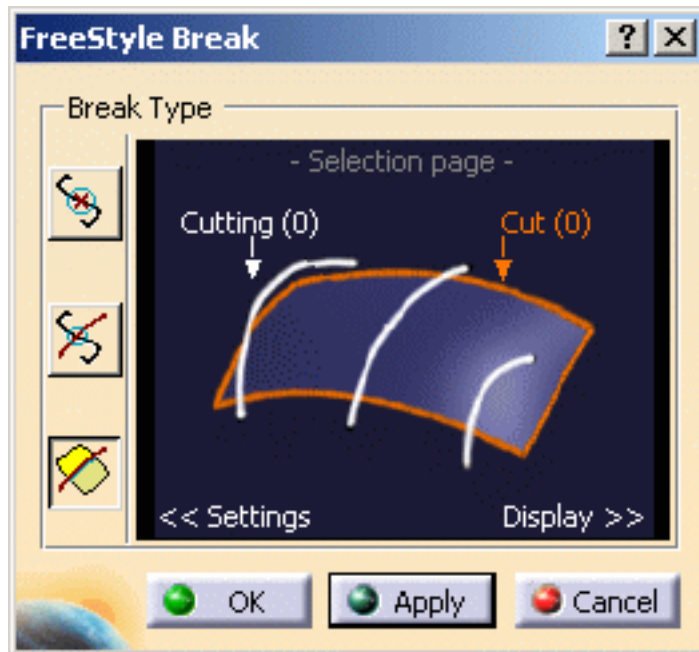 FreeStyle Break
Break Type
- Selection page -
Cutting (0)
Cut (0)
<< Settings
Display >>
OK
Apply
Cancel